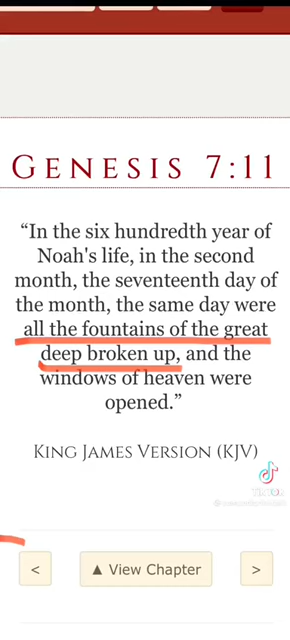 GENESIS 7:11
“In the six hundredth year of
Noah's life, in the second
month, the seventeenth day of
the month, the same day were
all the fountains of the great
deep broken up, and the
windows of heaven were
opened.”
KING JAMES VERSION (KJV)
TikTok
<
▲ View Chapter
>